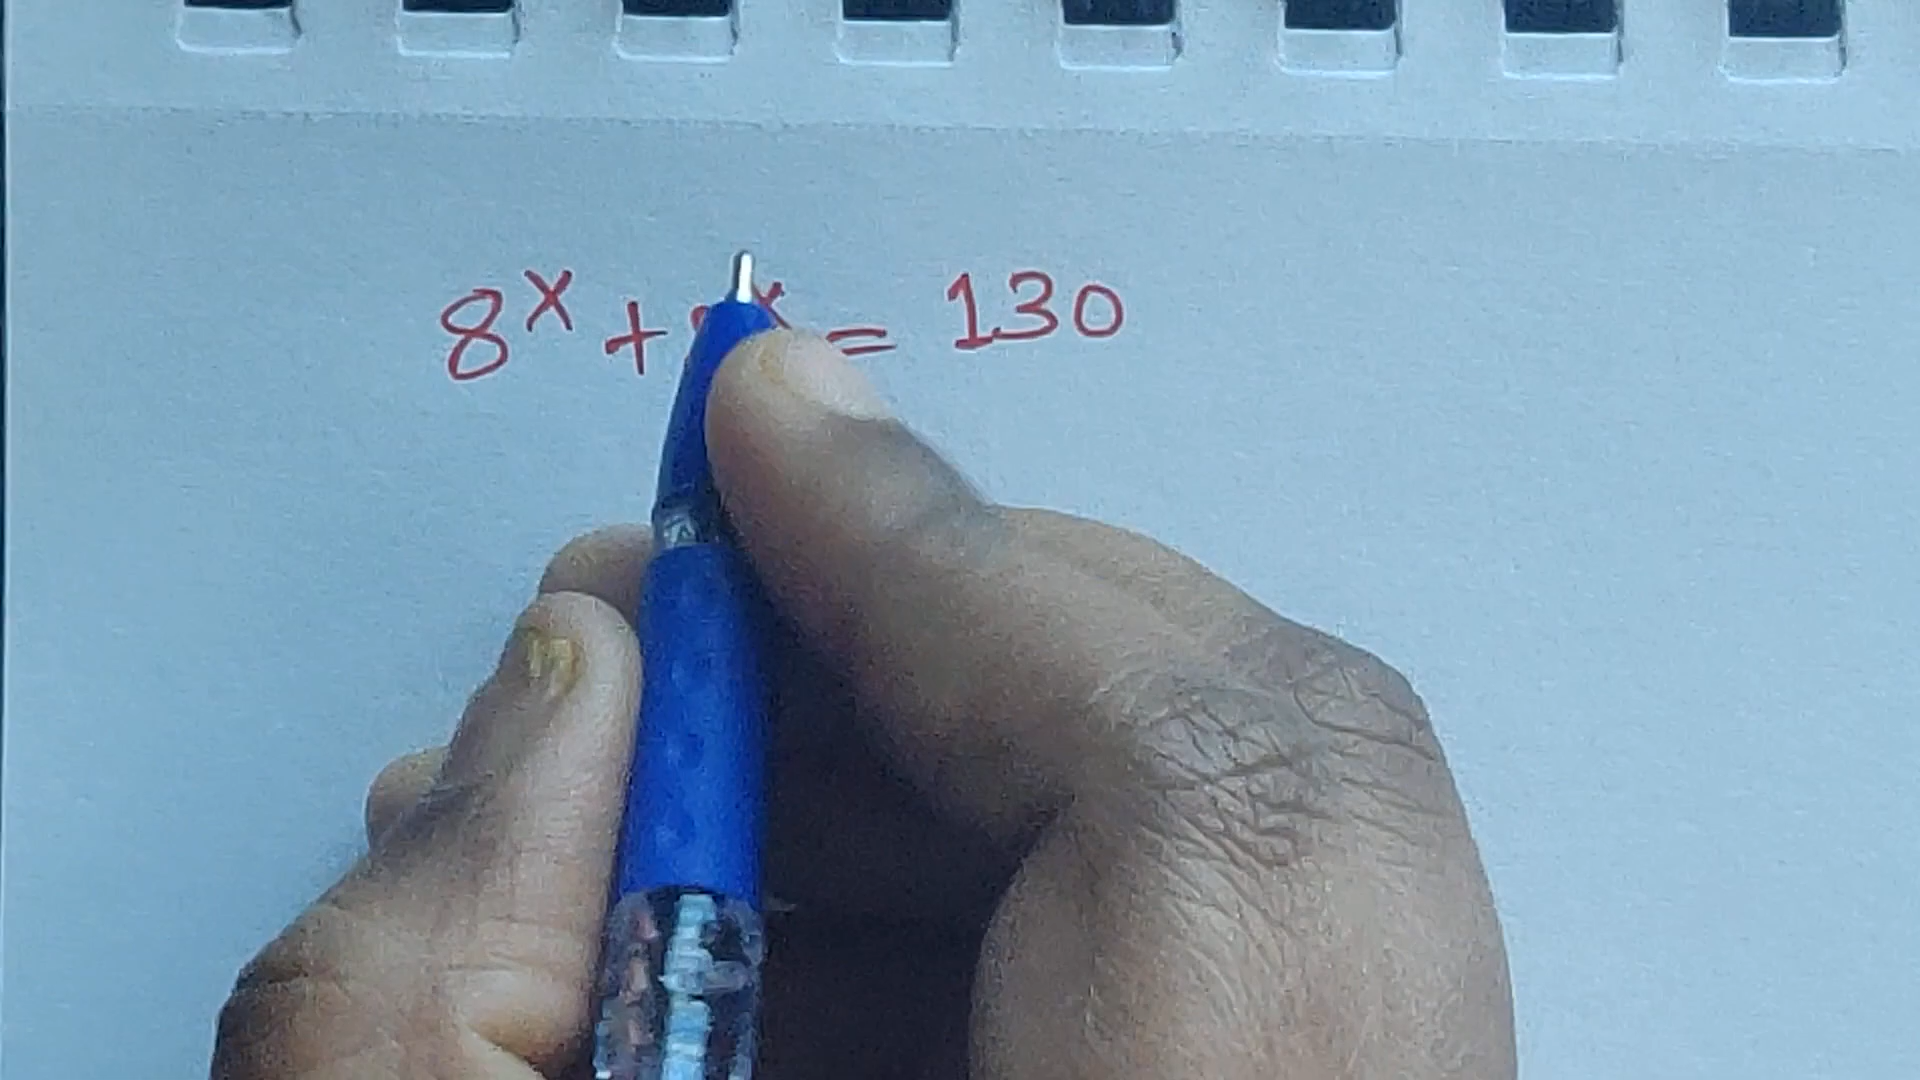 8ˣ + ˣ = 130